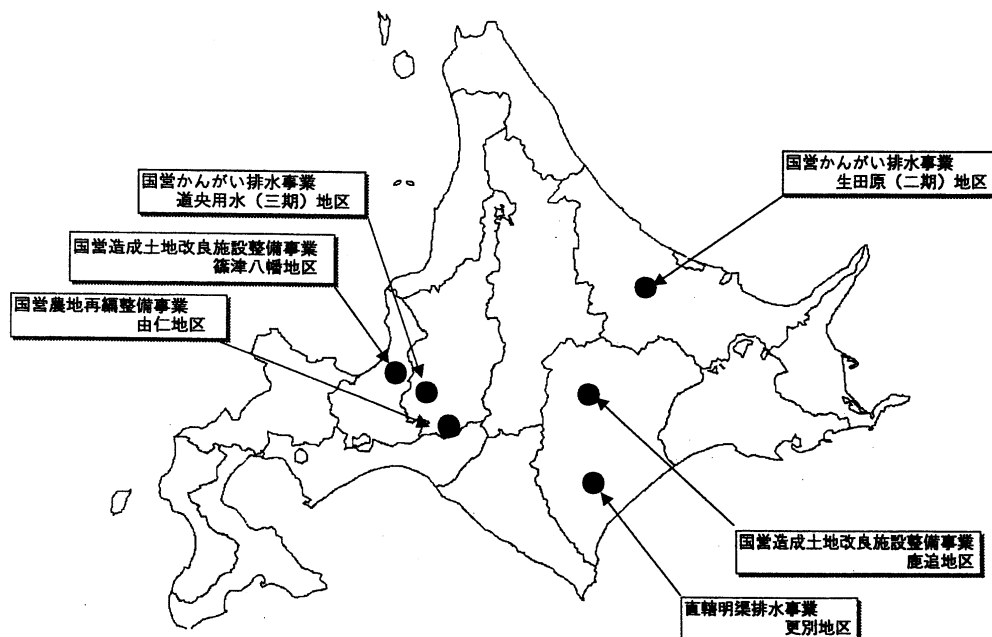 国営かんがい排水事業
生田原（二期）地区
国営かんがい排水事業
道央用水（三期）地区
国営造成土地改良施設整備事業
篠津八幡地区
国営農地再編整備事業
由仁地区
国営造成土地改良施設整備事業
鹿追地区
直轄明渠排水事業
更別地区